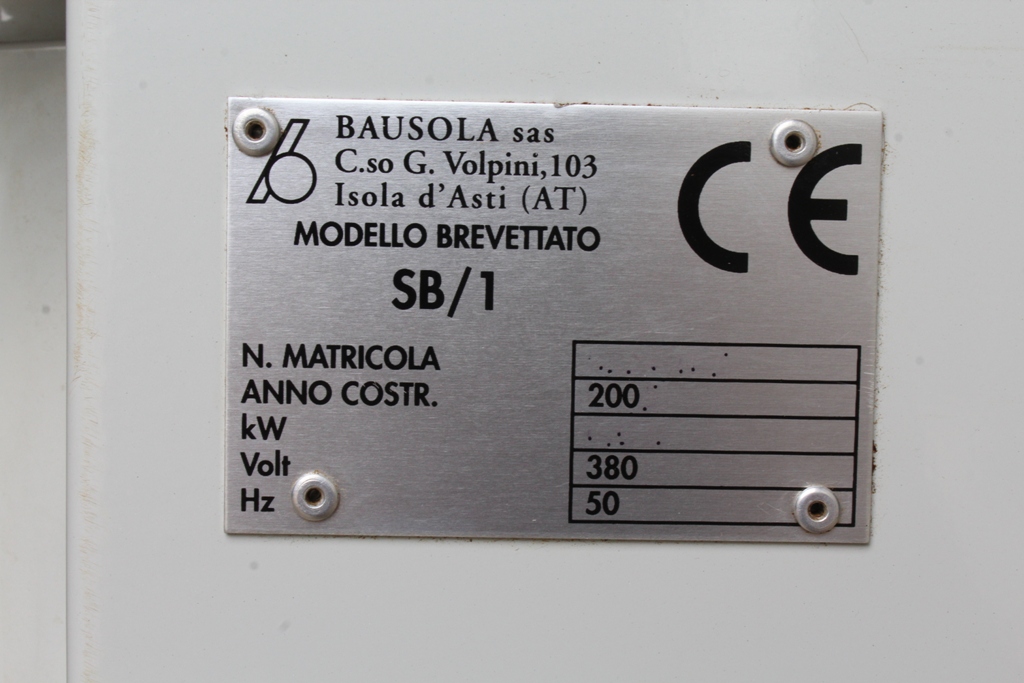 BAUSOLA sas
C.so G. Volpini,103
Isola d'Asti (AT)
MODELLO BREVETTATO
SB/1
CE
N. MATRICOLA
ANNO COSTR. 200
kW
Volt 380
Hz 50